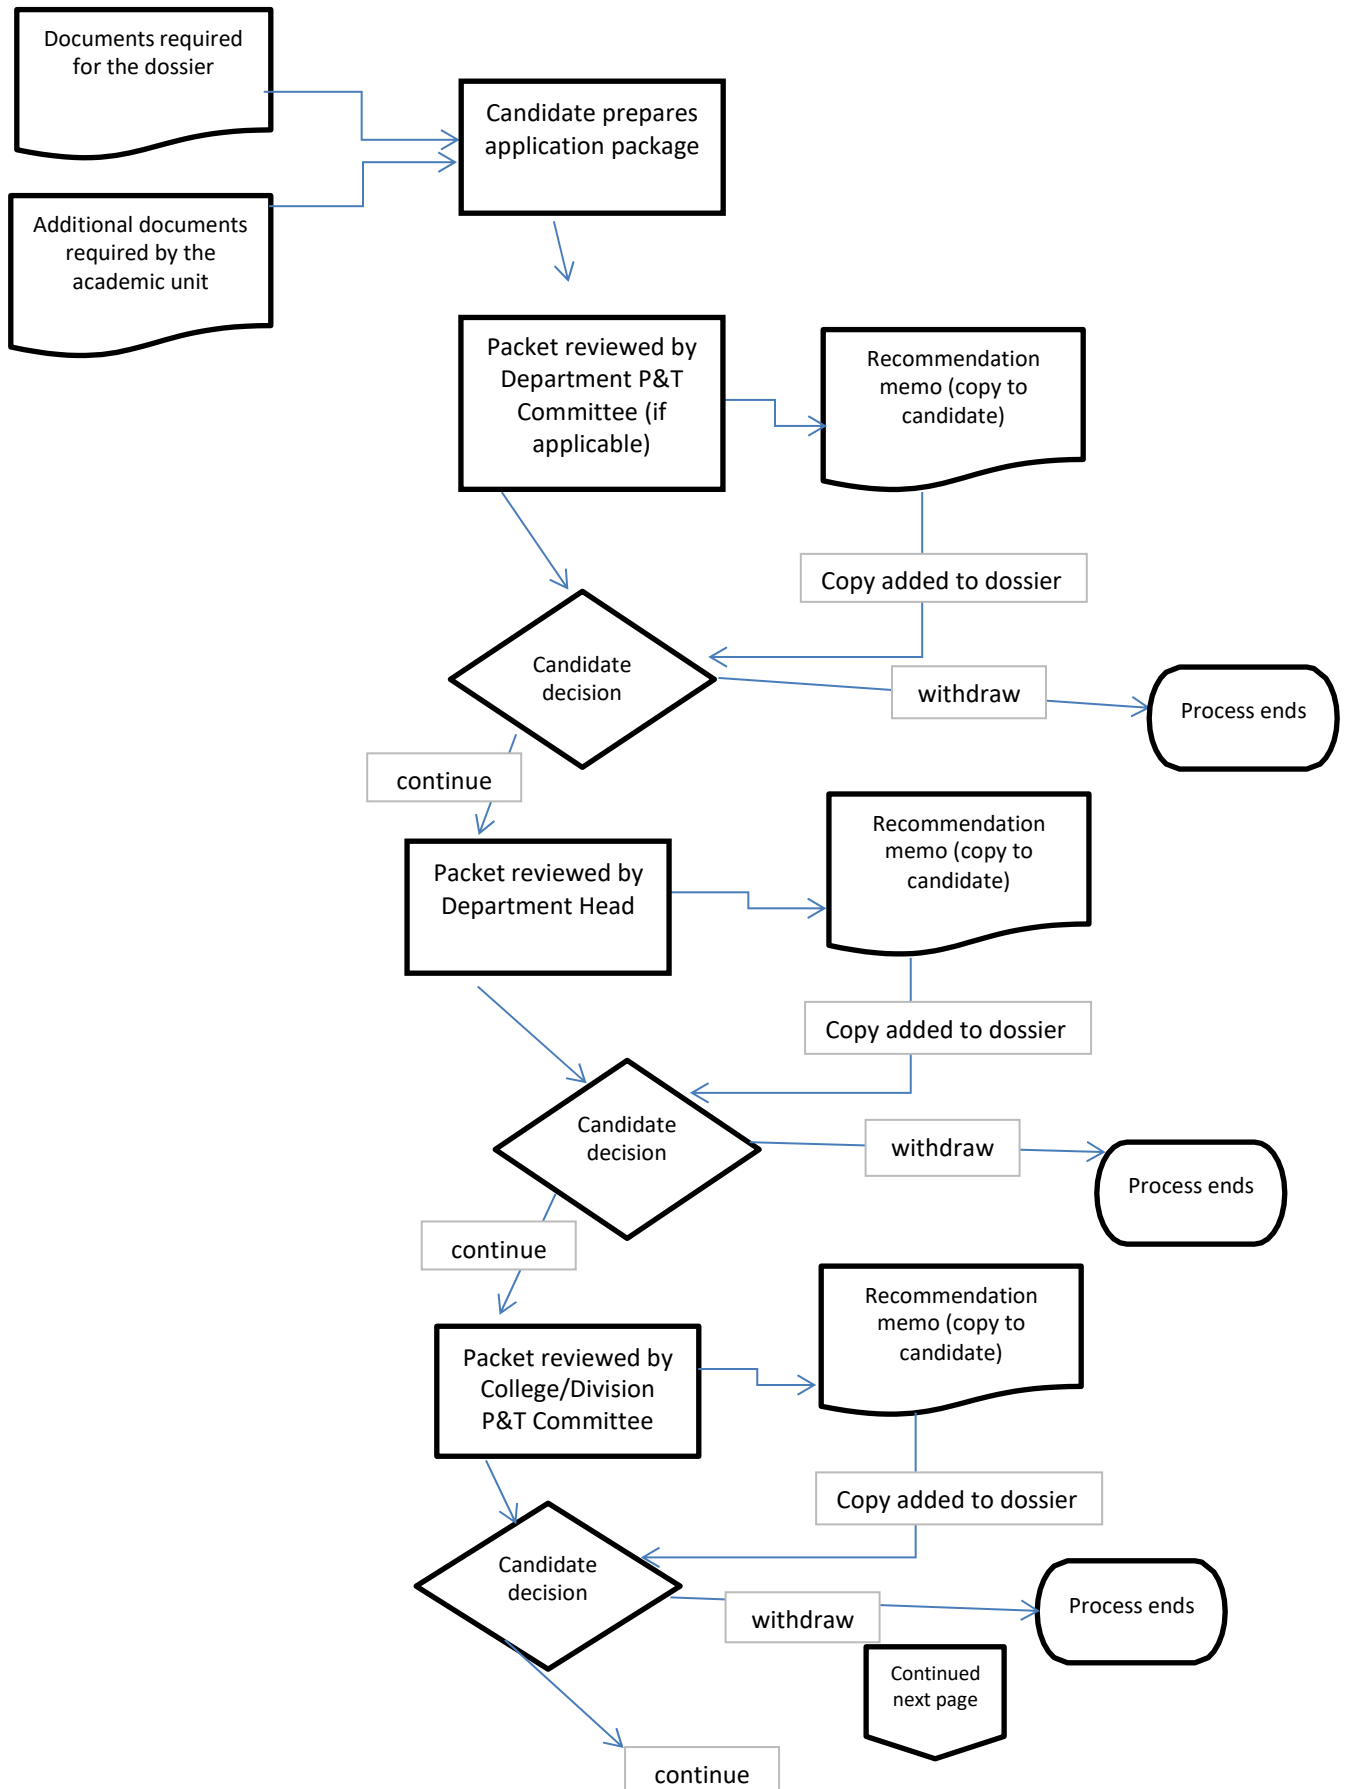 Documents required
for the dossier
Candidate prepares
application package
Additional documents
required by the
academic unit
Packet reviewed by
Department P&T
Committee (if
applicable)
Recommendation
memo (copy to
candidate)
Copy added to dossier
Candidate
decision
withdraw
Process ends
continue
Packet reviewed by
Department Head
Recommendation
memo (copy to
candidate)
Copy added to dossier
Candidate
decision
withdraw
Process ends
continue
Packet reviewed by
College/Division
P&T Committee
Recommendation
memo (copy to
candidate)
Copy added to dossier
Candidate
decision
withdraw
Process ends
Continued
next page
continue